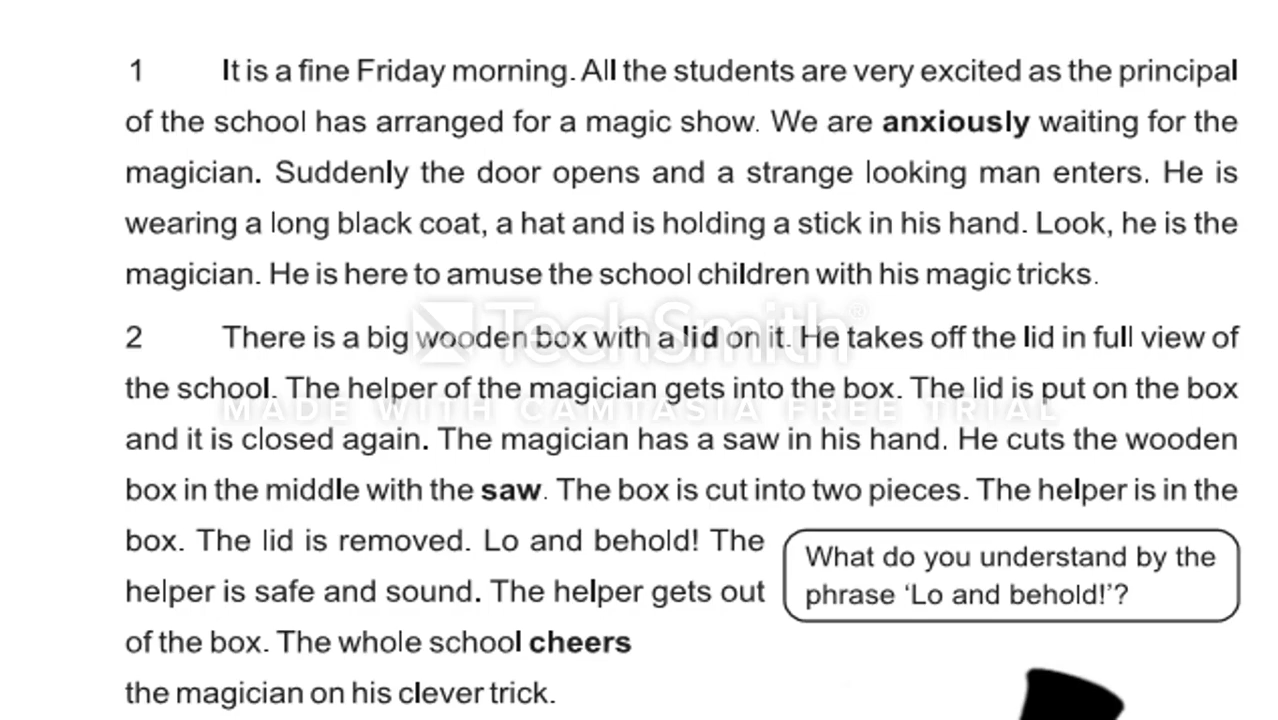 1 It is a fine Friday morning. All the students are very excited as the principal
of the school has arranged for a magic show. We are anxiously waiting for the
magician. Suddenly the door opens and a strange looking man enters. He is
wearing a long black coat, a hat and is holding a stick in his hand. Look, he is the
magician. He is here to amuse the school children with his magic tricks.
2 There is a big wooden box with a lid on it. He takes off the lid in full view of
TechSmith®
the school. The helper of the magician gets into the box. The lid is put on the box
MADE WITH CAMTASIA FREE TRIAL
and it is closed again. The magician has a saw in his hand. He cuts the wooden
box in the middle with the saw. The box is cut into two pieces. The helper is in the
box. The lid is removed. Lo and behold! The
helper is safe and sound. The helper gets out
of the box. The whole school cheers
the magician on his clever trick.
What do you understand by the
phrase 'Lo and behold!'?